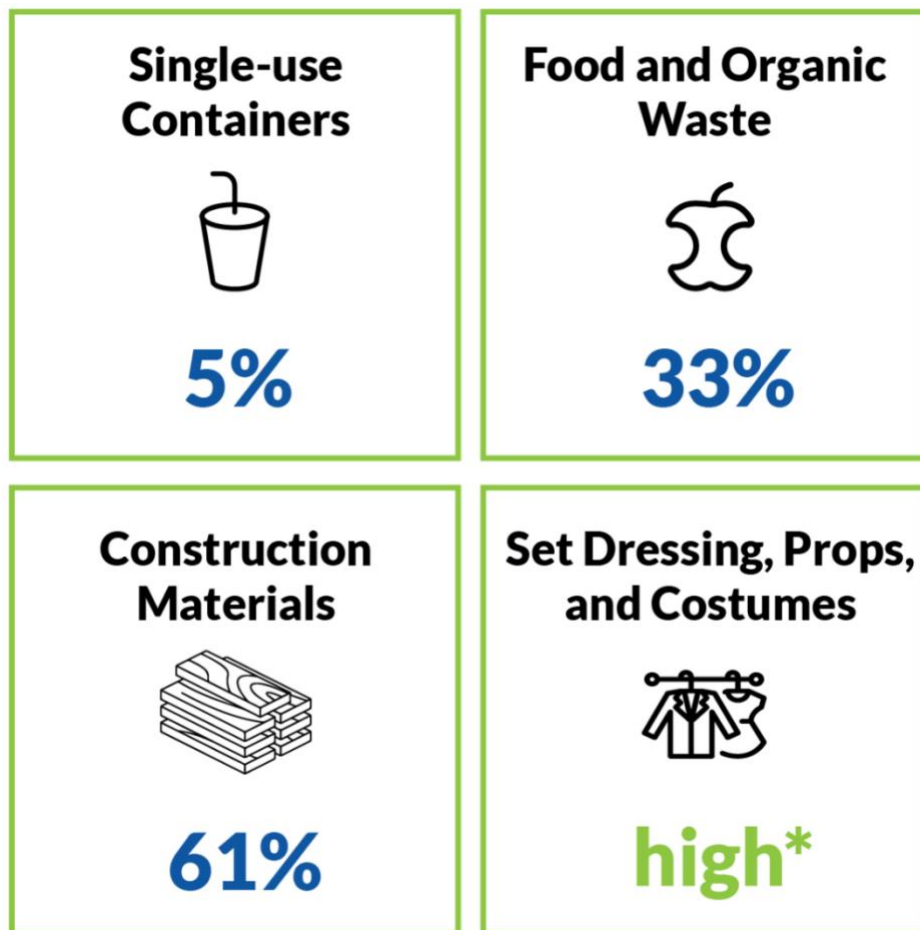 Single-use
Containers
5%
Food and Organic
Waste
33%
Construction
Materials
61%
Set Dressing, Props,
and Costumes
high*